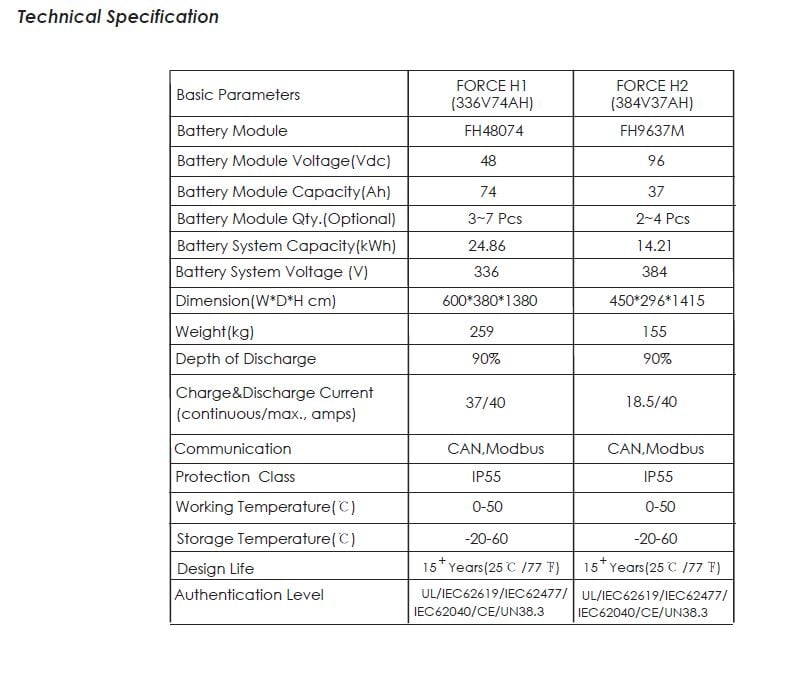 Technical Specification
Basic Parameters FORCE H1 (336V74AH) FORCE H2 (384V37AH)
Battery Module FH48074 FH9637M
Battery Module Voltage(Vdc) 48 96
Battery Module Capacity(Ah) 74 37
Battery Module Qty.(Optional) 3~7 Pcs 2~4 Pcs
Battery System Capacity(kWh) 24.86 14.21
Battery System Voltage (V) 336 384
Dimension(W*D*H cm) 600*380*1380 450*296*1415
Weight(kg) 259 155
Depth of Discharge 90% 90%
Charge&Discharge Current
(continuous/max., amps) 37/40 18.5/40
Communication CAN,Modbus CAN,Modbus
Protection Class IP55 IP55
Working Temperature(℃) 0-50 0-50
Storage Temperature(℃) -20-60 -20-60
Design Life 15⁺Years(25℃ /77 ℉) 15⁺Years(25℃ /77 ℉)
Authentication Level UL/IEC62619/IEC62477/ UL/IEC62619/IEC62477/
IEC62040/CE/UN38.3 IEC62040/CE/UN38.3